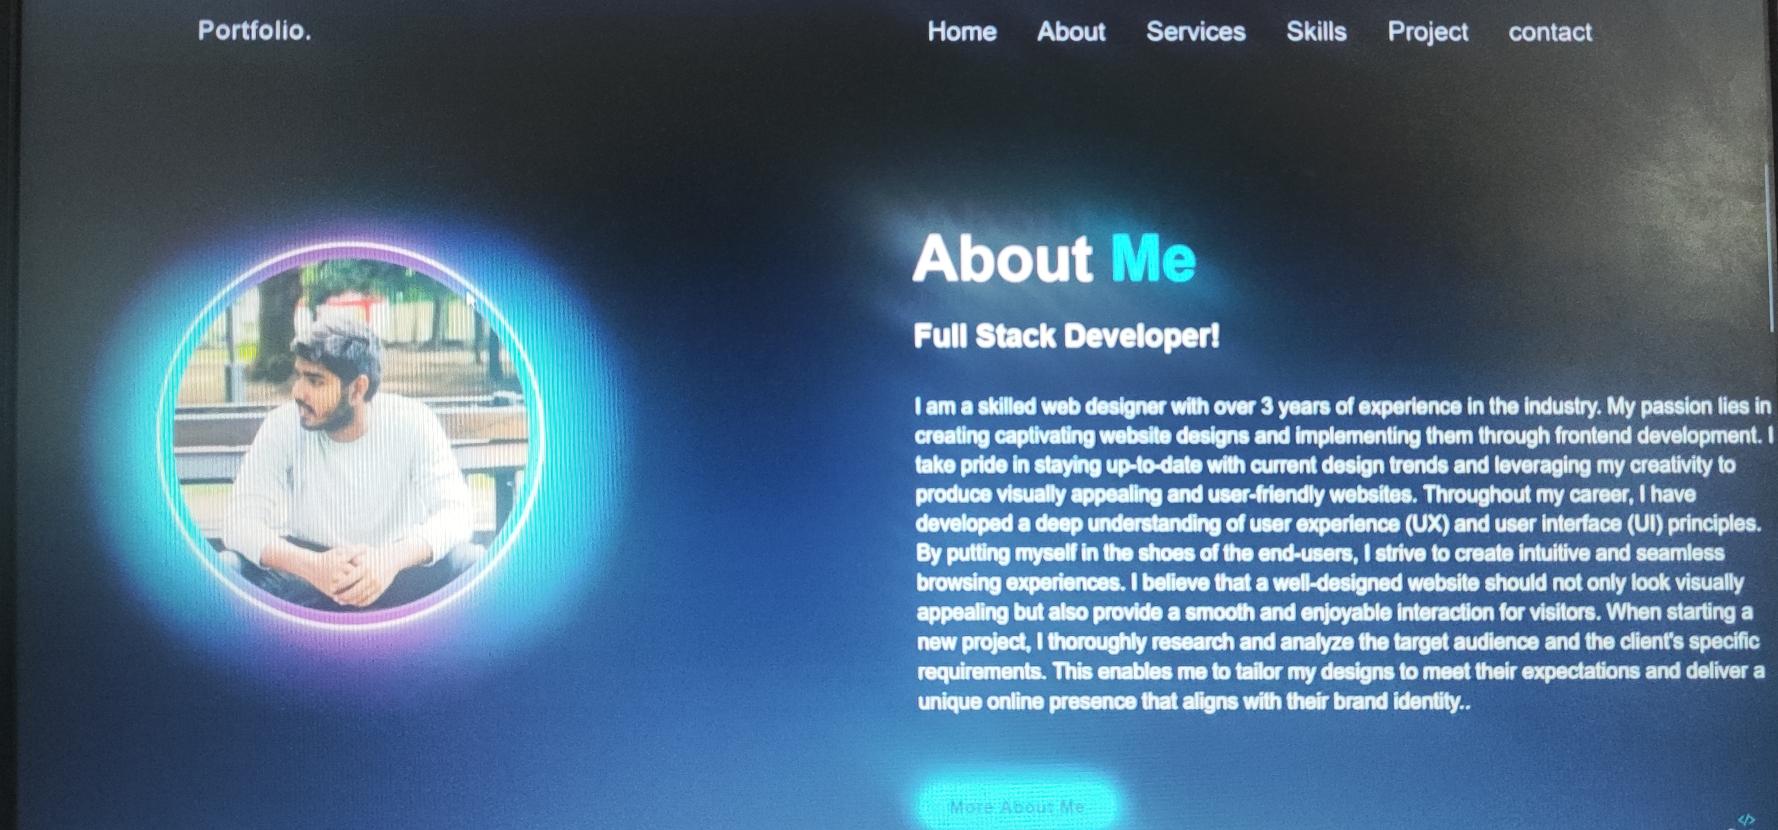 Portfolio.
Home About Services Skills Project contact
About Me
Full Stack Developer!
I am a skilled web designer with over 3 years of experience in the industry. My passion lies in
creating captivating website designs and implementing them through frontend development. I
take pride in staying up-to-date with current design trends and leveraging my creativity to
produce visually appealing and user-friendly websites. Throughout my career, I have
developed a deep understanding of user experience (UX) and user interface (UI) principles.
By putting myself in the shoes of the end-users, I strive to create intuitive and seamless
browsing experiences. I believe that a well-designed website should not only look visually
appealing but also provide a smooth and enjoyable interaction for visitors. When starting a
new project, I thoroughly research and analyze the target audience and the client's specific
requirements. This enables me to tailor my designs to meet their expectations and deliver a
unique online presence that aligns with their brand identity..
More About Me